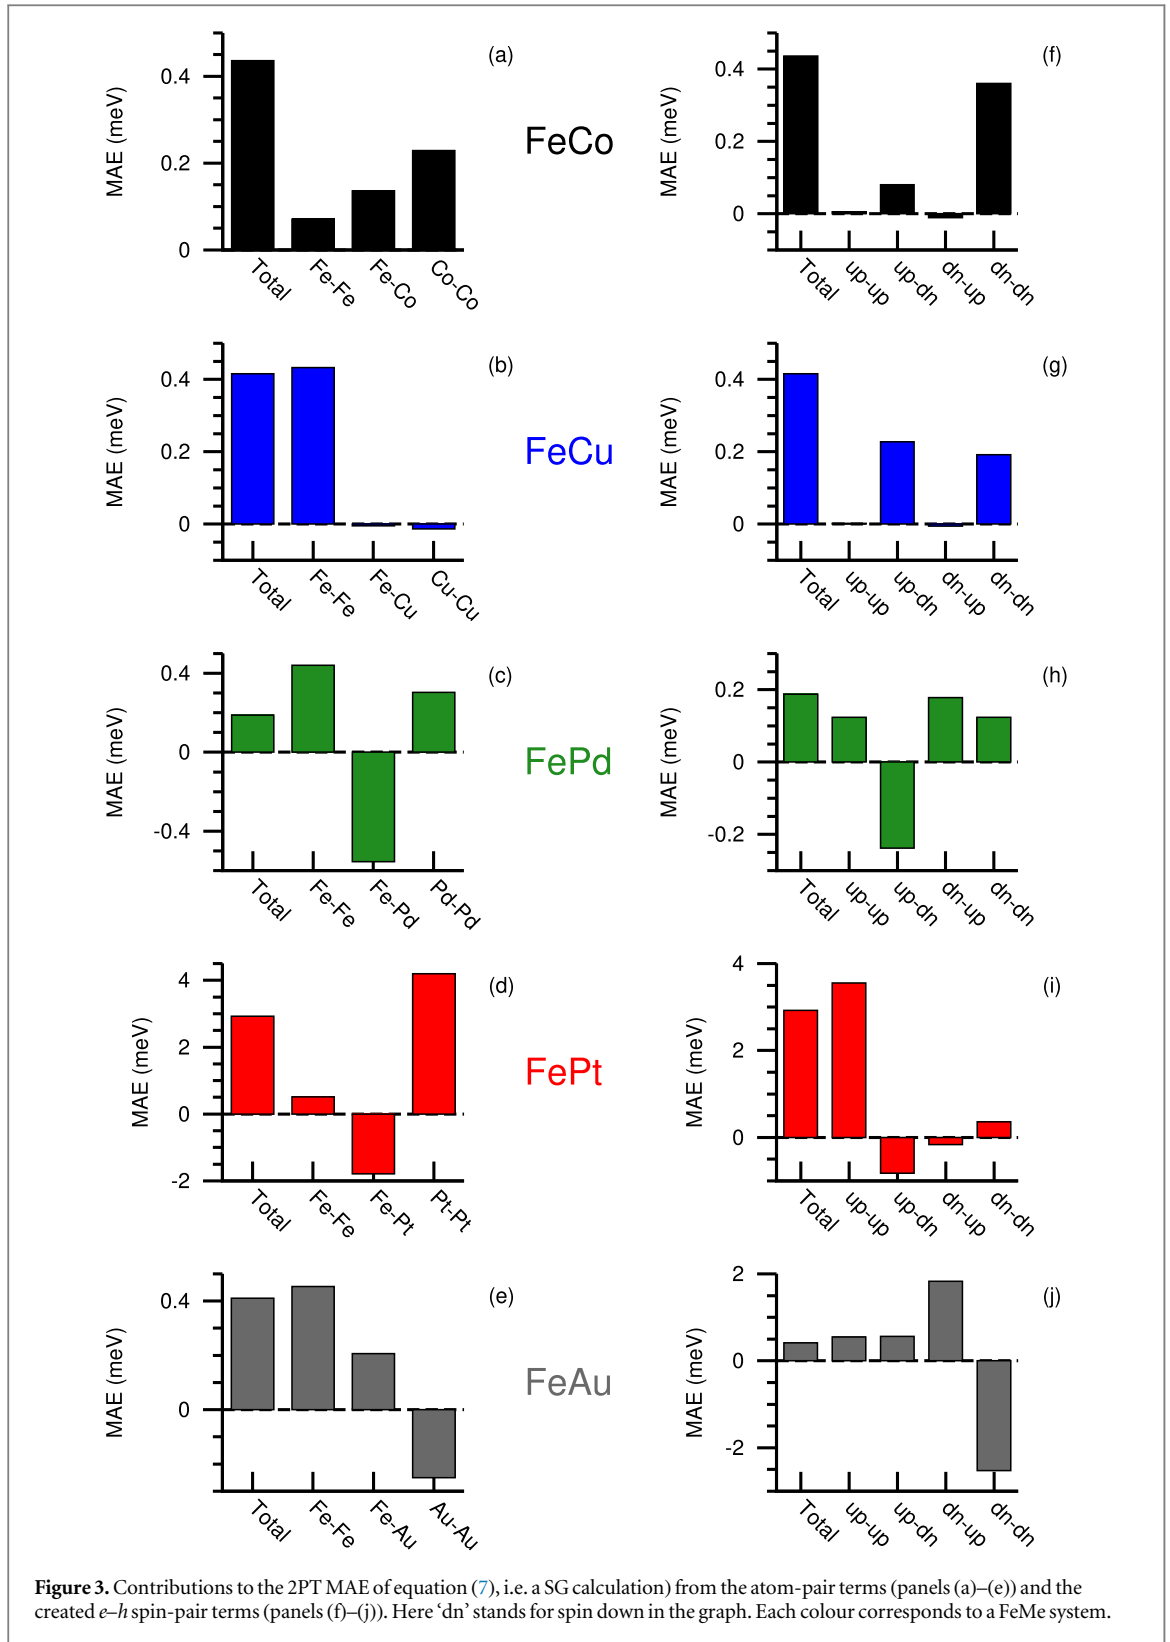 (a)
MAE (meV)
0.4
0.2
0
Total
Fe-Fe
Fe-Co
Co-Co
FeCo
(f)
MAE (meV)
0.4
0.2
0
Total
up-up
up-dn
dn-up
dn-dn
(b)
MAE (meV)
0.4
0.2
0
Total
Fe-Fe
Fe-Cu
Cu-Cu
FeCu
(g)
MAE (meV)
0.4
0.2
0
Total
up-up
up-dn
dn-up
dn-dn
(c)
MAE (meV)
0.4
0
-0.4
Total
Fe-Fe
Fe-Pd
Pd-Pd
FePd
(h)
MAE (meV)
0.2
0
-0.2
Total
up-up
up-dn
dn-up
dn-dn
(d)
MAE (meV)
4
2
0
-2
Total
Fe-Fe
Fe-Pt
Pt-Pt
FePt
(i)
MAE (meV)
4
2
0
Total
up-up
up-dn
dn-up
dn-dn
(e)
MAE (meV)
0.4
0
Total
Fe-Fe
Fe-Au
Au-Au
FeAu
(j)
MAE (meV)
2
0
-2
Total
up-up
up-dn
dn-up
dn-dn
Figure 3. Contributions to the 2PT MAE of equation (7), i.e. a SG calculation) from the atom-pair terms (panels (a)–(e)) and the
created e–h spin-pair terms (panels (f)–(j)). Here ‘dn’ stands for spin down in the graph. Each colour corresponds to a FeMe system.